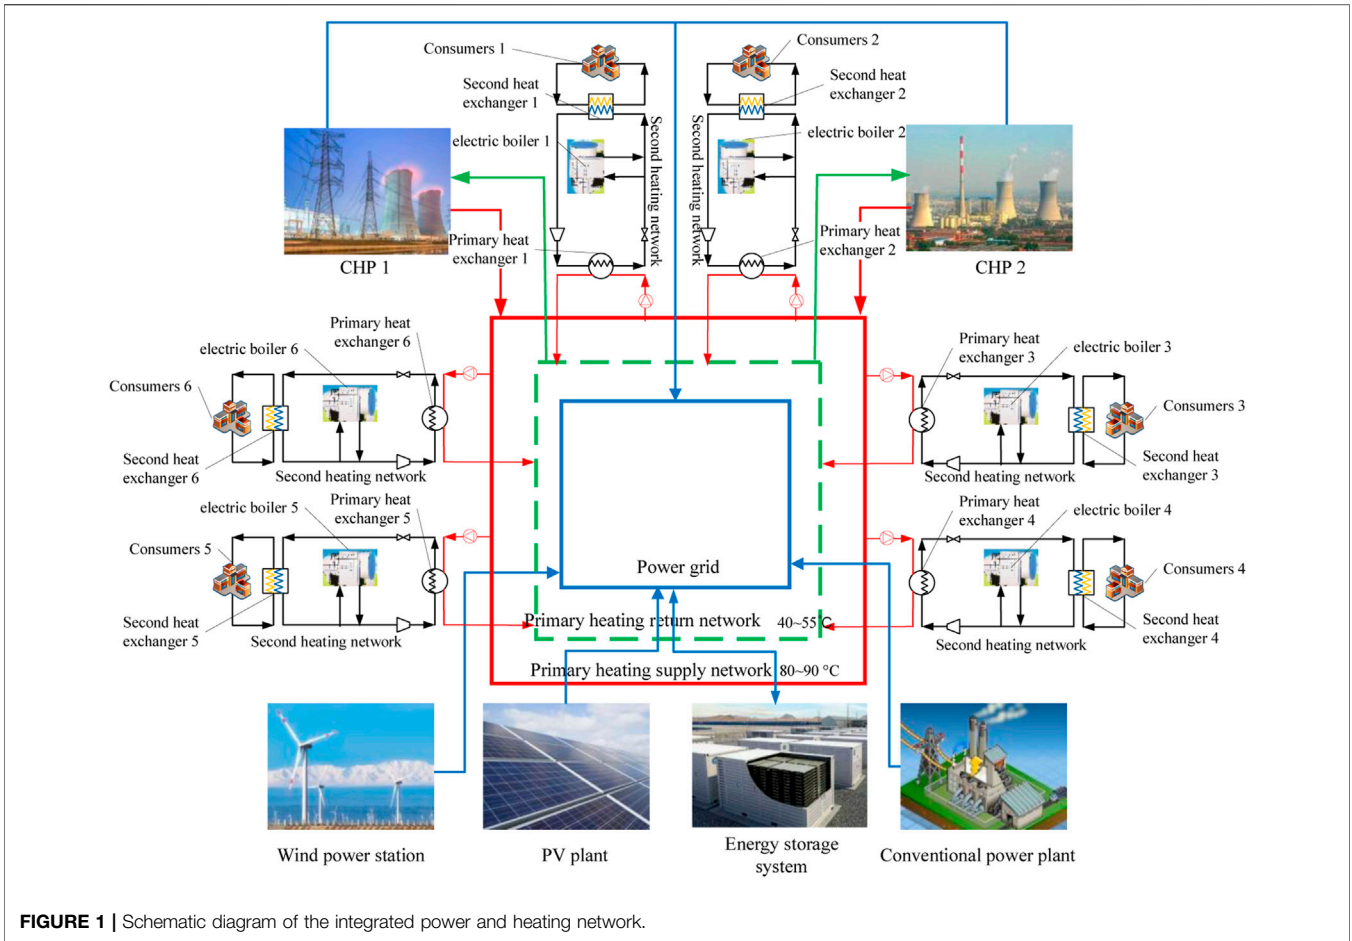 Consumers 1
Second heat
exchanger 1
electric boiler 1
Second heating network
Primary heat
exchanger 1
Consumers 2
Second heat
exchanger 2
electric boiler 2
Second heating network
Primary heat
exchanger 2
CHP 1
CHP 2
Primary heat
exchanger 6
electric boiler 6
Consumers 6
Second heat
exchanger 6
Second heating network
Primary heat
exchanger 3
electric boiler 3
Consumers 3
Second heat
exchanger 3
Second heating network
Primary heat
exchanger 5
electric boiler 5
Consumers 5
Second heat
exchanger 5
Second heating network
Primary heat
exchanger 4
electric boiler 4
Consumers 4
Second heat
exchanger 4
Second heating network
Power grid
Primary heating return network 40~55°C
Primary heating supply network 80~90 °C
Wind power station
PV plant
Energy storage
system
Conventional power plant
FIGURE 1 | Schematic diagram of the integrated power and heating network.